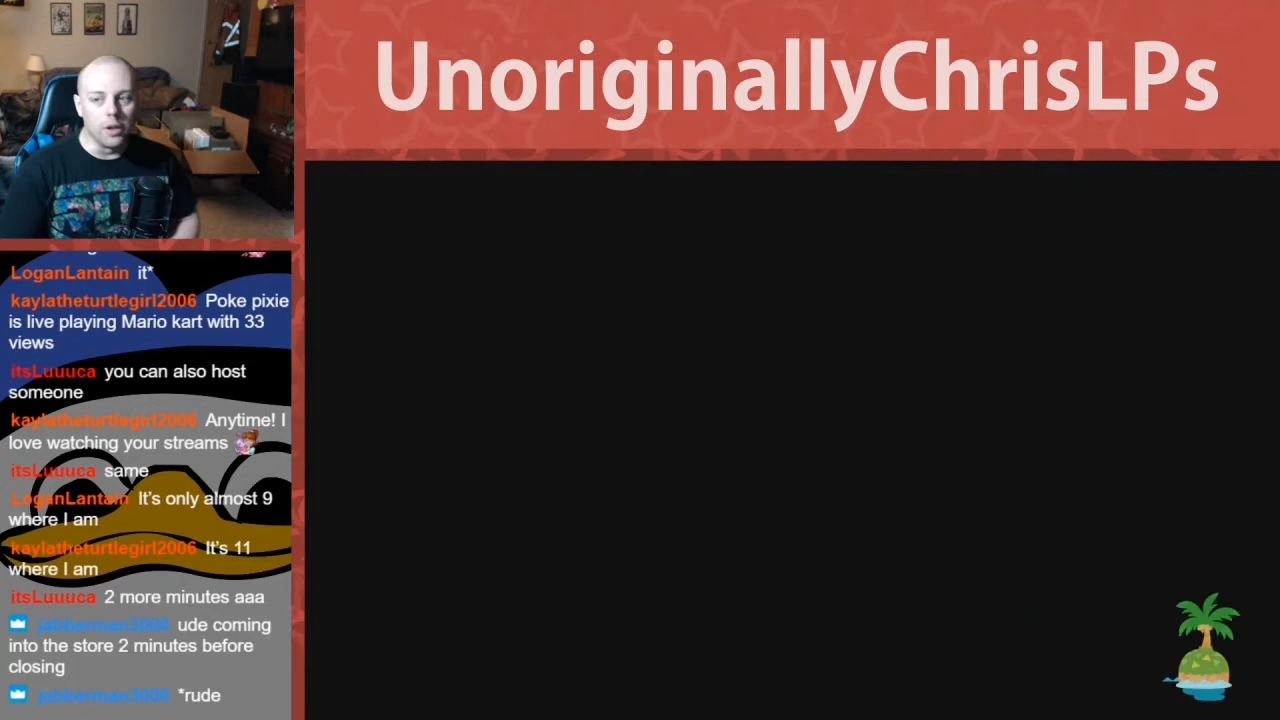 UnoriginallyChrisLPs
LoganLantain it*
kaylatheturtlegirl2006 Poke pixie
is live playing Mario kart with 33
views
itsLuuuca you can also host
someone
kaylatheturtlegirl2006 Anytime! I
love watching your streams
itsLuuuca same
LoganLantain It's only almost 9
where I am
kaylatheturtlegirl2006 It's 11
where I am
itsLuuuca 2 more minutes aaa
jabberman3000 ude coming
into the store 2 minutes before
closing
jabberman3000 *rude